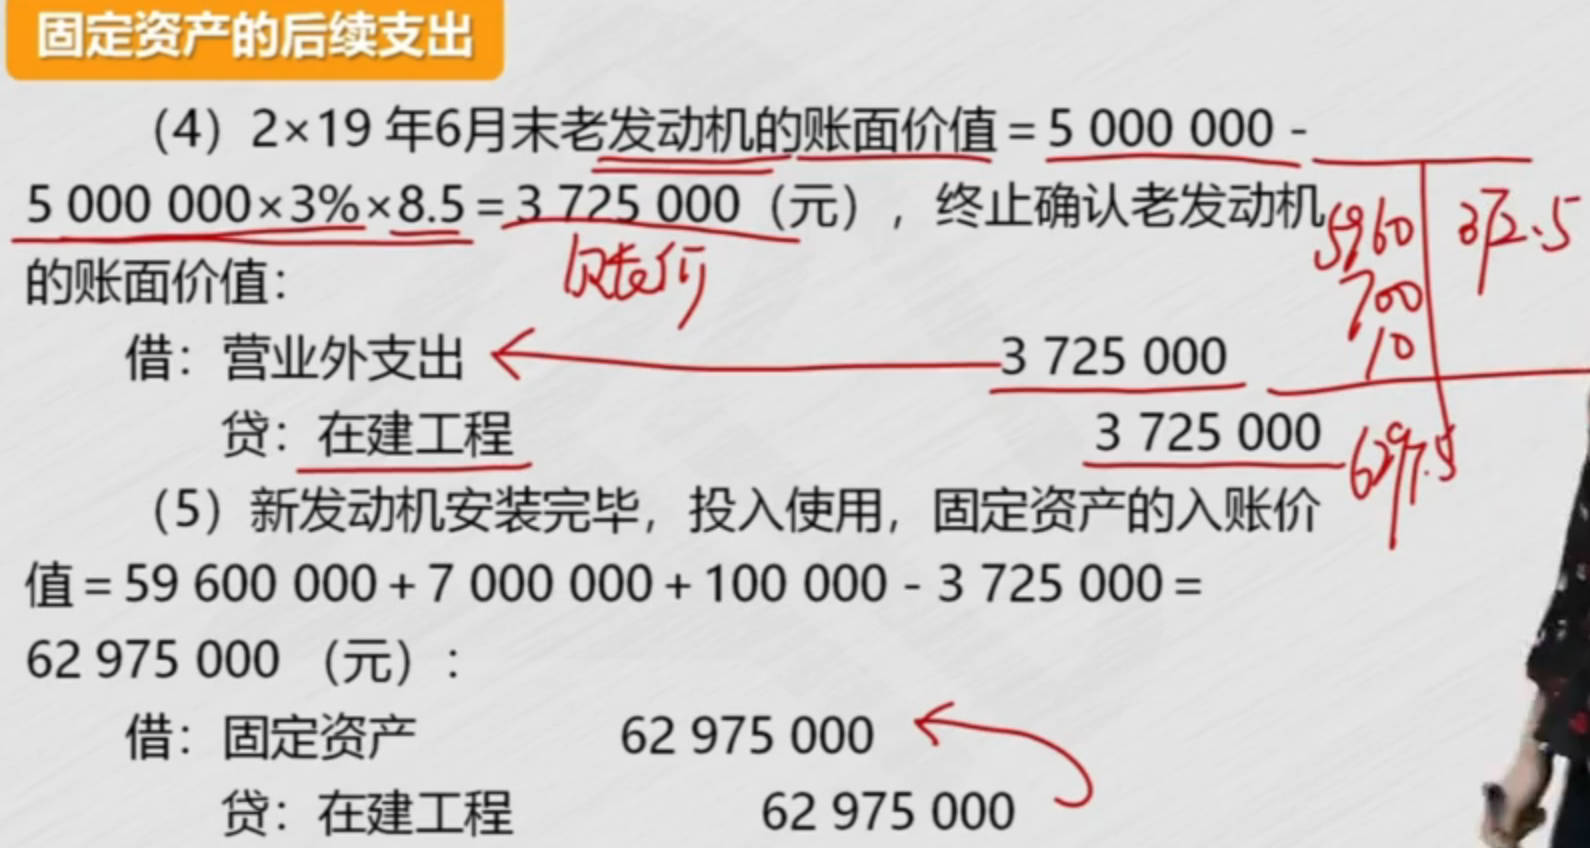 固定资产的后续支出
（4）2×19 年6月末老发动机的账面价值＝5 000 000 -
5 000 000×3%×8.5＝3 725 000（元），终止确认老发动机
的账面价值：
借：营业外支出 3 725 000
贷：在建工程 3 725 000
（5）新发动机安装完毕，投入使用，固定资产的入账价
值＝59 600 000＋7 000 000＋100 000 - 3 725 000＝
62 975 000 （元）：
借：固定资产 62 975 000
贷：在建工程 62 975 000
5960 372.5
700
10
6297.5